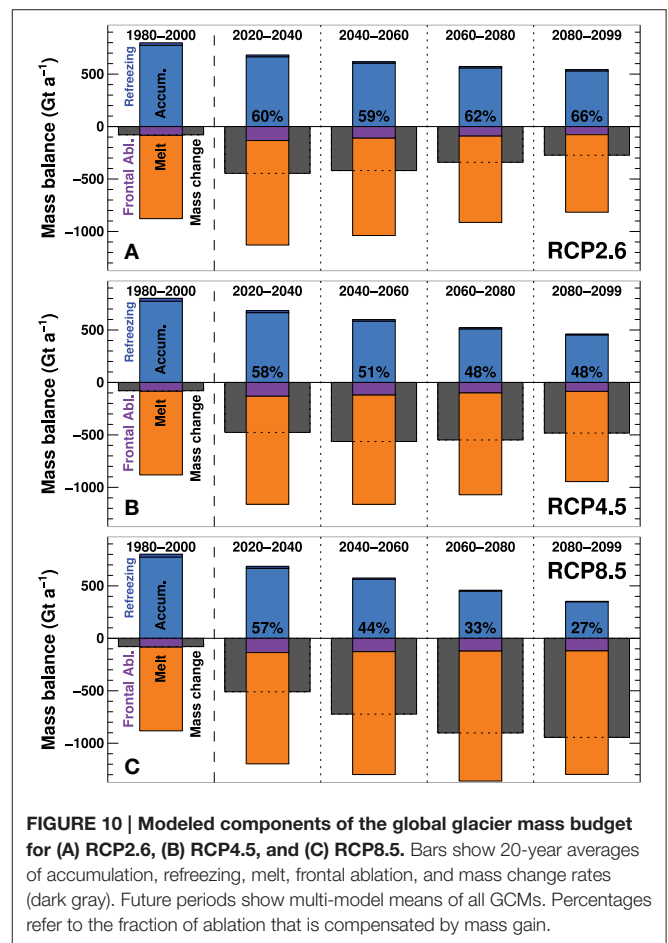 1980–2000 2020–2040 2040–2060 2060–2080 2080–2099
Mass balance (Gt a⁻¹)
500
0
−500
−1000
Refreezing
Accum.
Frontal Abl.
Melt
Mass change
60% 59% 62% 66%
A
RCP2.6
1980–2000 2020–2040 2040–2060 2060–2080 2080–2099
Mass balance (Gt a⁻¹)
500
0
−500
−1000
Refreezing
Accum.
Frontal Abl.
Melt
Mass change
58% 51% 48% 48%
B
RCP4.5
1980–2000 2020–2040 2040–2060 2060–2080 2080–2099
RCP8.5
Mass balance (Gt a⁻¹)
500
0
−500
−1000
Refreezing
Accum.
Frontal Abl.
Melt
Mass change
57% 44% 33% 27%
C
FIGURE 10 | Modeled components of the global glacier mass budget
for (A) RCP2.6, (B) RCP4.5, and (C) RCP8.5. Bars show 20-year averages
of accumulation, refreezing, melt, frontal ablation, and mass change rates
(dark gray). Future periods show multi-model means of all GCMs. Percentages
refer to the fraction of ablation that is compensated by mass gain.